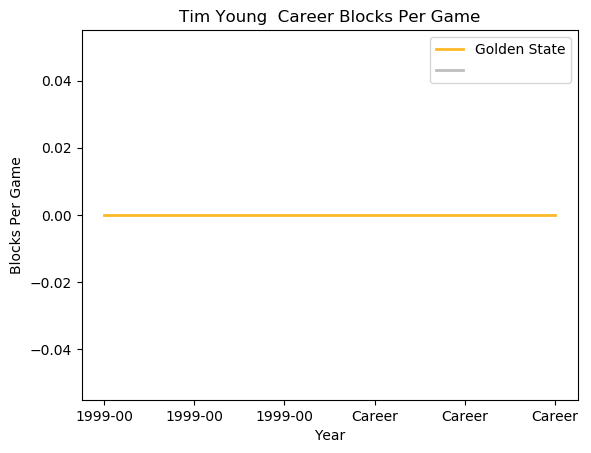 Tim Young  Career Blocks Per Game
Golden State
Blocks Per Game
0.04
0.02
0.00
−0.02
−0.04
1999-00 1999-00 1999-00 Career Career Career
Year